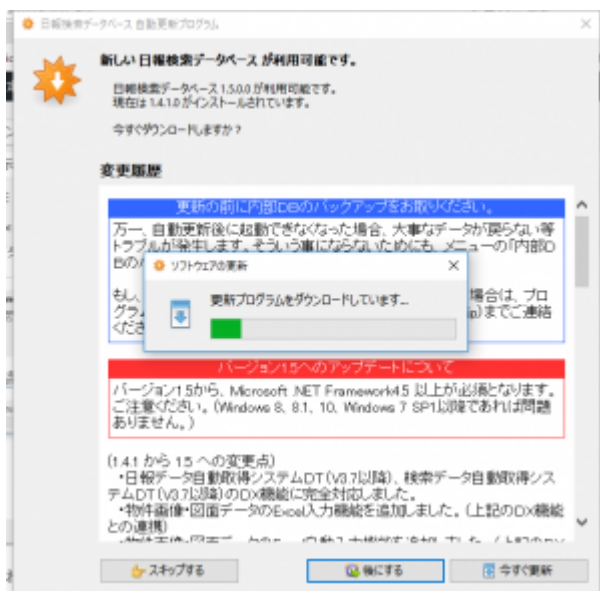 日報検索データベース 自動更新プログラム
新しい 日報検索データベース が利用可能です。
日報検索データベース 1.5.0.0 が利用可能です。
現在は 1.4.1.0 がインストールされています。
今すぐダウンロードしますか？
変更履歴
更新の前に内部DBのバックアップをお取りください。
万一、自動更新後に起動できなくなった場合、大事なデータが戻らない等
トラブルが発生します。そういう事にならないためにも、メニューの「内部D
Bの
ソフトウェアの更新
更新プログラムをダウンロードしています...
もし、
場合は、プロ
グラ
)までご連絡
くださ
バージョン1.5へのアップデートについて
バージョン1.5から、Microsoft .NET Framework4.5 以上が必須となります。
ご注意ください。(Windows 8、8.1、10、Windows 7 SP1以降であれば問題
ありません。)
(1.4.1 から 1.5 への変更点)
・日報データ自動取得システムDT(V3.7以降)、検索データ自動取得シス
テムDT(V3.7以降)のDX機能に完全対応しました。
・物件画像・図面データのExcel入力機能を追加しました。(上記のDX機能
との連携)
スキップする
後にする
今すぐ更新